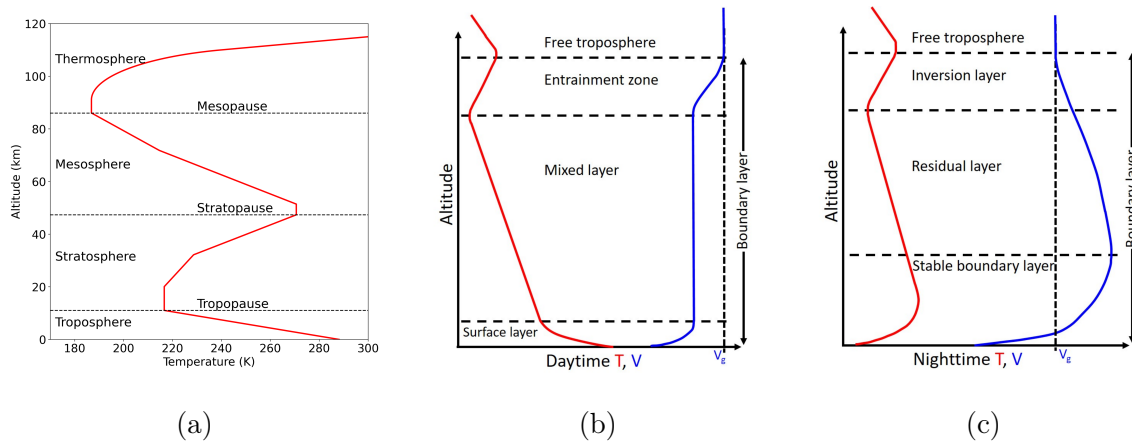 120
100
80
60
40
20
0
Altitude (km)
Thermosphere
Mesopause
Mesosphere
Stratopause
Stratosphere
Tropopause
Troposphere
180 200 220 240 260 280 300
Temperature (K)
(a)
Altitude
Free troposphere
Entrainment zone
Mixed layer
Surface layer
Boundary layer
Daytime T, V
Vg
(b)
Altitude
Free troposphere
Inversion layer
Residual layer
Stable boundary layer
Boundary layer
Nighttime T, V
Vg
(c)